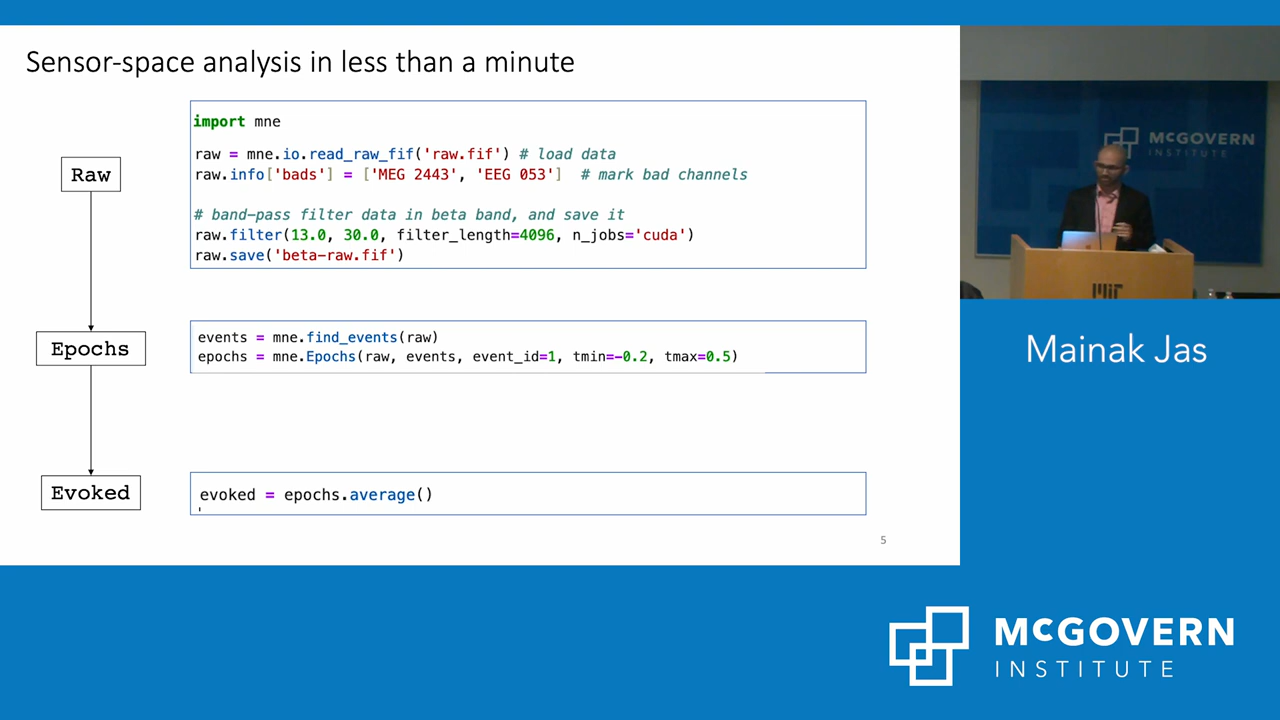 Sensor-space analysis in less than a minute
Raw
import mne
raw = mne.io.read_raw_fif('raw.fif') # load data
raw.info['bads'] = ['MEG 2443', 'EEG 053'] # mark bad channels
# band-pass filter data in beta band, and save it
raw.filter(13.0, 30.0, filter_length=4096, n_jobs='cuda')
raw.save('beta-raw.fif')
Epochs
events = mne.find_events(raw)
epochs = mne.Epochs(raw, events, event_id=1, tmin=-0.2, tmax=0.5)
Evoked
evoked = epochs.average()
5
McGOVERN
INSTITUTE
MIT
Mainak Jas
McGOVERN
INSTITUTE